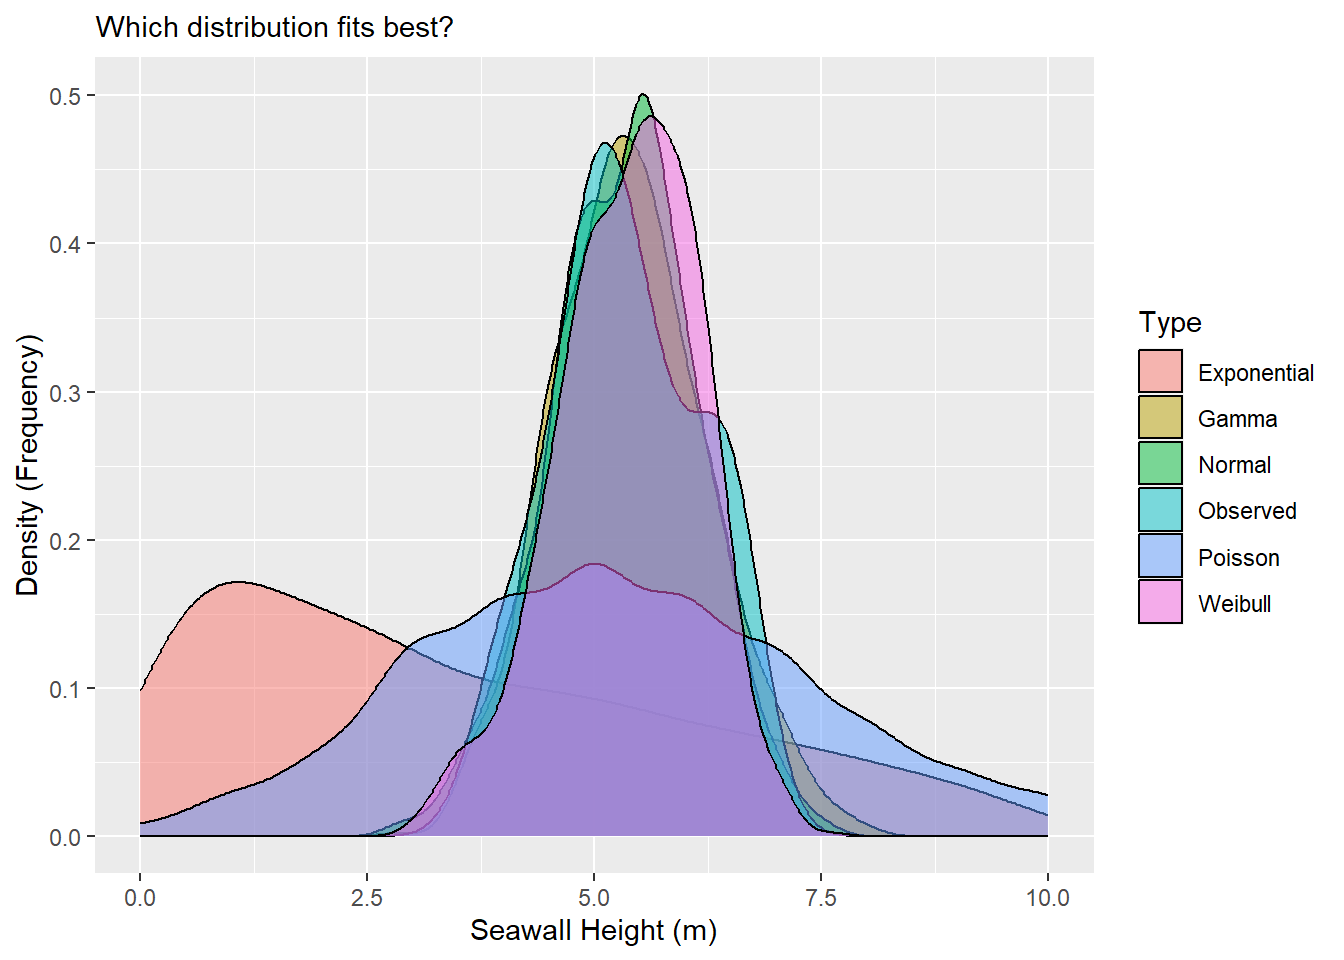 Which distribution fits best?
0.5
0.4
0.3
0.2
0.1
0.0
Density (Frequency)
0.0 2.5 5.0 7.5 10.0
Seawall Height (m)
Type
Exponential
Gamma
Normal
Observed
Poisson
Weibull